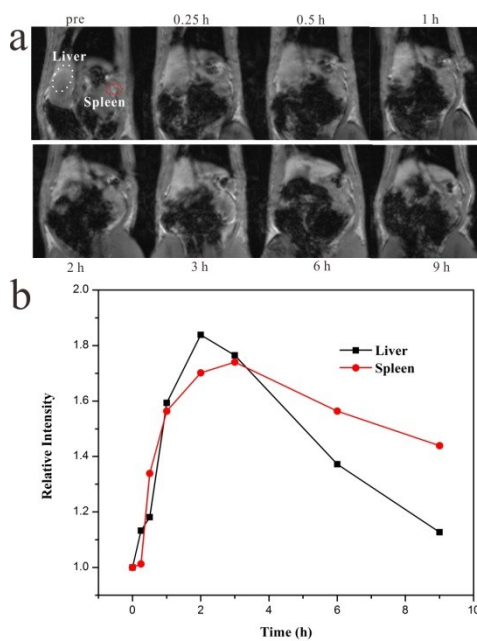 a
pre 0.25 h 0.5 h 1 h
Liver
Spleen
2 h 3 h 6 h 9 h
b
2.0
1.8
1.6
1.4
1.2
1.0
Relative Intensity
Liver
Spleen
0 2 4 6 8 10
Time (h)